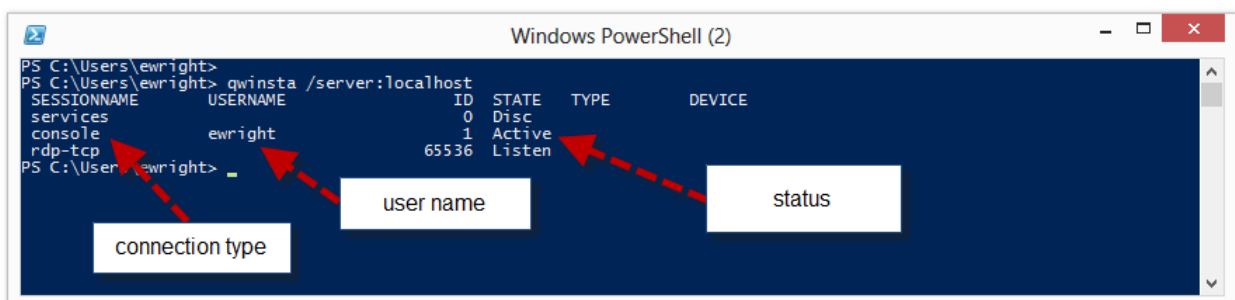 Windows PowerShell (2)
PS C:\Users\ewright>
PS C:\Users\ewright> qwinsta /server:localhost
SESSIONNAME USERNAME ID STATE TYPE DEVICE
services 0 Disc
console ewright 1 Active
rdp-tcp 65536 Listen
PS C:\Users\ewright>
user name
status
connection type